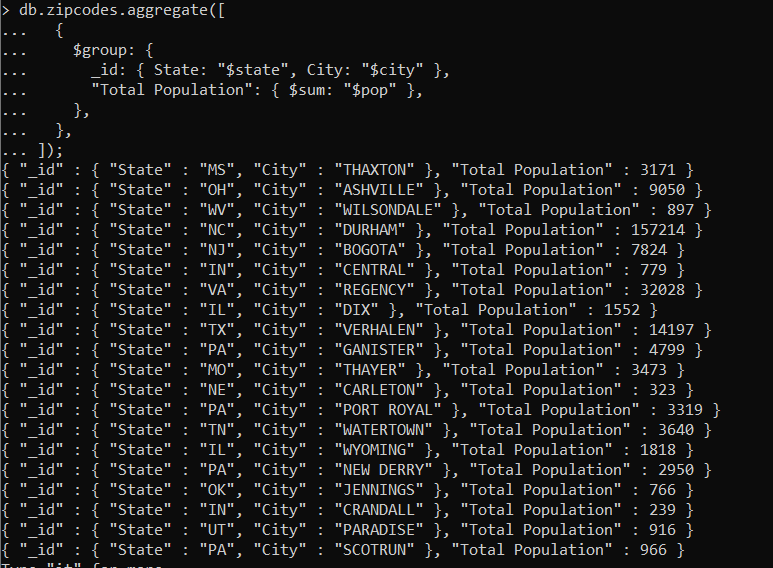 > db.zipcodes.aggregate([
...   {
...     $group: {
...       _id: { State: "$state", City: "$city" },
...       "Total Population": { $sum: "$pop" },
...     },
...   },
... ]);
{ "_id" : { "State" : "MS", "City" : "THAXTON" }, "Total Population" : 3171 }
{ "_id" : { "State" : "OH", "City" : "ASHVILLE" }, "Total Population" : 9050 }
{ "_id" : { "State" : "WV", "City" : "WILSONDALE" }, "Total Population" : 897 }
{ "_id" : { "State" : "NC", "City" : "DURHAM" }, "Total Population" : 157214 }
{ "_id" : { "State" : "NJ", "City" : "BOGOTA" }, "Total Population" : 7824 }
{ "_id" : { "State" : "IN", "City" : "CENTRAL" }, "Total Population" : 779 }
{ "_id" : { "State" : "VA", "City" : "REGENCY" }, "Total Population" : 32028 }
{ "_id" : { "State" : "IL", "City" : "DIX" }, "Total Population" : 1552 }
{ "_id" : { "State" : "TX", "City" : "VERHALEN" }, "Total Population" : 14197 }
{ "_id" : { "State" : "PA", "City" : "GANISTER" }, "Total Population" : 4799 }
{ "_id" : { "State" : "MO", "City" : "THAYER" }, "Total Population" : 3473 }
{ "_id" : { "State" : "NE", "City" : "CARLETON" }, "Total Population" : 323 }
{ "_id" : { "State" : "PA", "City" : "PORT ROYAL" }, "Total Population" : 3319 }
{ "_id" : { "State" : "TN", "City" : "WATERTOWN" }, "Total Population" : 3640 }
{ "_id" : { "State" : "IL", "City" : "WYOMING" }, "Total Population" : 1818 }
{ "_id" : { "State" : "PA", "City" : "NEW DERRY" }, "Total Population" : 2950 }
{ "_id" : { "State" : "OK", "City" : "JENNINGS" }, "Total Population" : 766 }
{ "_id" : { "State" : "IN", "City" : "CRANDALL" }, "Total Population" : 239 }
{ "_id" : { "State" : "UT", "City" : "PARADISE" }, "Total Population" : 916 }
{ "_id" : { "State" : "PA", "City" : "SCOTRUN" }, "Total Population" : 966 }
Type "it" for more